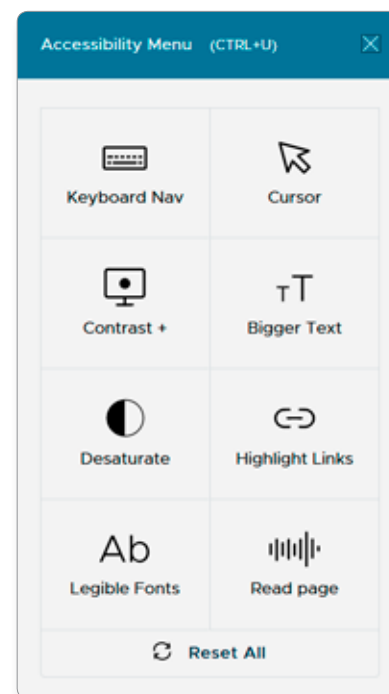 Accessibility Menu (CTRL+U)
Keyboard Nav
Cursor
Contrast +
TT
Bigger Text
Desaturate
Highlight Links
Ab
Legible Fonts
Read page
Reset All